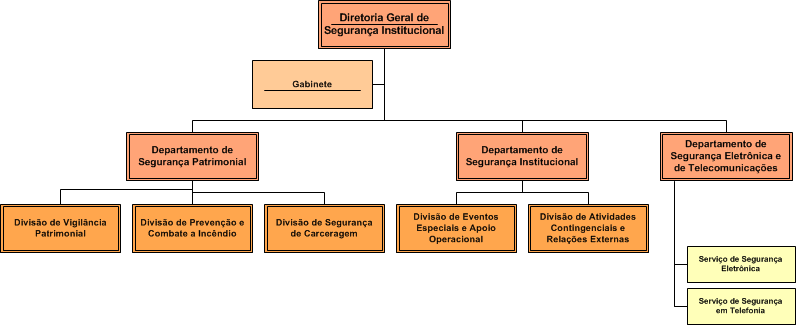 Diretoria Geral de
Segurança Institucional
Gabinete
Departamento de
Segurança Patrimonial
Departamento de
Segurança Institucional
Departamento de
Segurança Eletrônica e
de Telecomunicações
Divisão de Vigilância
Patrimonial
Divisão de Prevenção e
Combate a Incêndio
Divisão de Segurança
de Carceragem
Divisão de Eventos
Especiais e Apoio
Operacional
Divisão de Atividades
Contingenciais e
Relações Externas
Serviço de Segurança
Eletrônica
Serviço de Segurança
em Telefonia